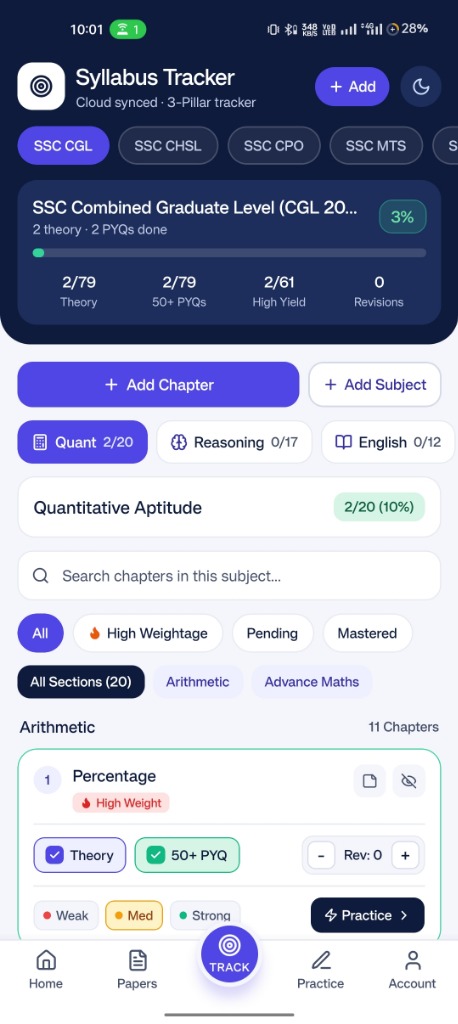 10:01 1 348 KB/S Vo) LTE 4G 28%
Syllabus Tracker
Cloud synced · 3-Pillar tracker
+ Add
SSC CGL SSC CHSL SSC CPO SSC MTS S
SSC Combined Graduate Level (CGL 20...
2 theory · 2 PYQs done
3%
2/79 2/79 2/61 0
Theory 50+ PYQs High Yield Revisions
+ Add Chapter + Add Subject
Quant 2/20 Reasoning 0/17 English 0/12
Quantitative Aptitude 2/20 (10%)
Search chapters in this subject...
All High Weightage Pending Mastered
All Sections (20) Arithmetic Advance Maths
Arithmetic 11 Chapters
1 Percentage
High Weight
Theory 50+ PYQ - Rev: 0 +
Weak Med Strong Practice >
TRACK
Home Papers Practice Account